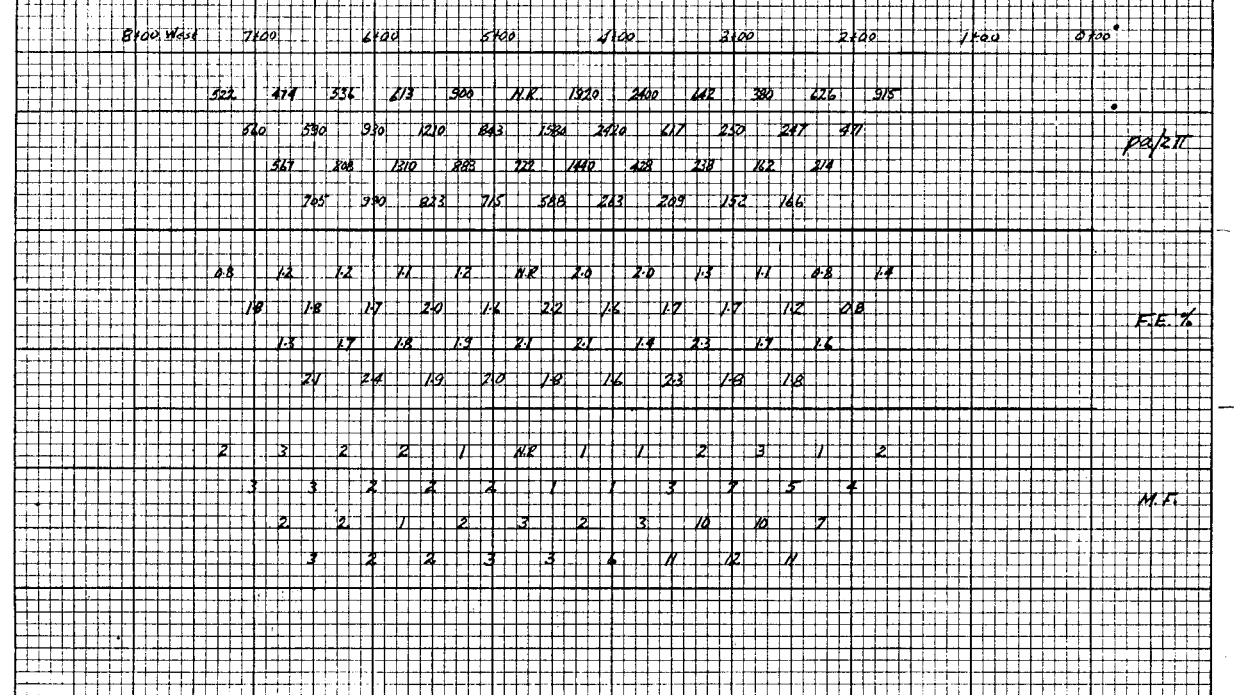 8+00 West 7+00 6+00 5+00 4+00 3+00 2+00 1+00 0+00
522 474 536 613 900 N.R. 1920 2400 642 380 626 915
560 590 930 1210 843 1580 2420 617 250 247 471
ρa/2π
567 808 1310 883 722 1440 428 238 162 214
705 990 823 715 588 263 209 152 166
0.8 1.2 1.2 1.1 1.2 N.R 2.0 2.0 1.3 1.1 0.8 1.4
1.8 1.8 1.7 2.0 1.6 2.2 1.6 1.7 1.7 1.2 0.8
F.E. %
1.3 1.7 1.8 1.9 2.1 2.1 1.4 2.3 1.7 1.6
2.1 2.4 1.9 2.0 1.8 1.6 2.3 1.8 1.8
2 3 2 2 1 N.R 1 1 2 3 1 2
3 3 2 2 2 1 1 3 7 5 4
M.F.
2 2 1 2 3 2 3 10 10 7
3 2 2 3 3 6 11 12 11